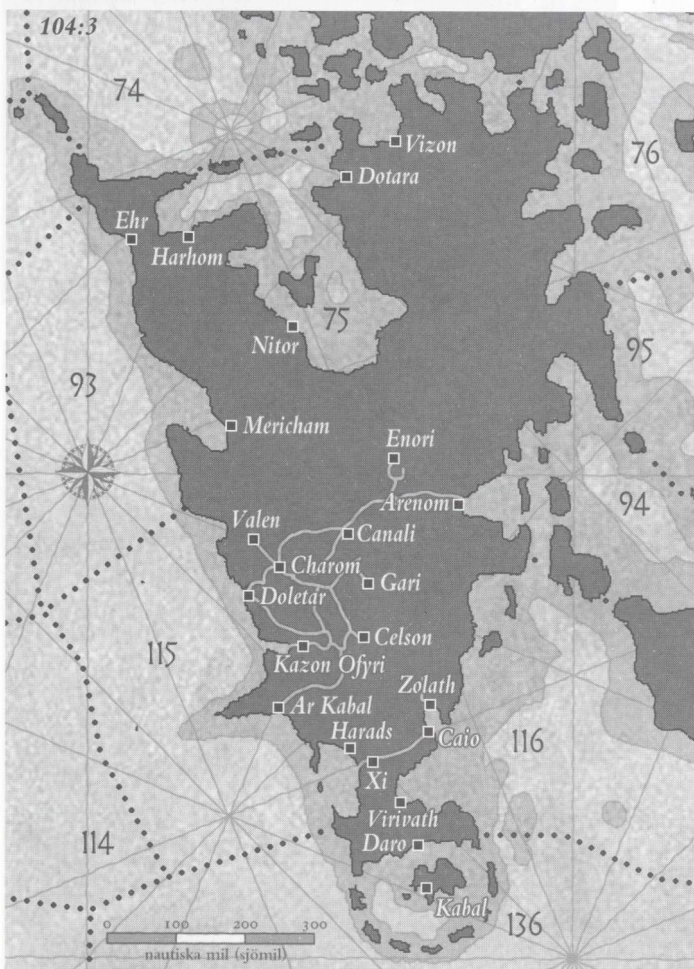 104:3
74
Vizon
76
Dotara
Ehr
Harhom
75
Nitor
95
93
Mericham
Enori
Arenom
94
Valen
Canali
Charom
Gari
Doletar
Celson
115
Kazon Ofyri
Zolath
Ar Kabal
Harads
Caio
116
Xi
Virivath
114
Daro
Kabal
136
0 100 200 300
nautiska mil (sjömil)